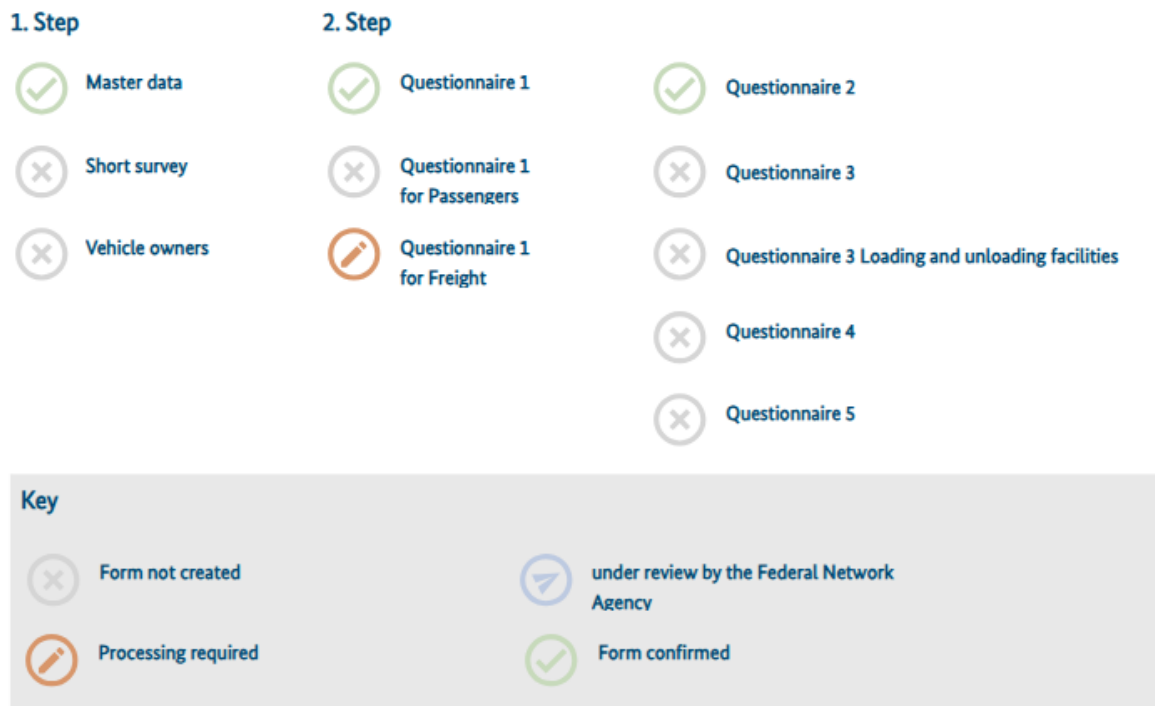 1. Step
2. Step
Master data
Questionnaire 1
Questionnaire 2
Short survey
Questionnaire 1
for Passengers
Questionnaire 3
Vehicle owners
Questionnaire 1
for Freight
Questionnaire 3 Loading and unloading facilities
Questionnaire 4
Questionnaire 5
Key
Form not created
under review by the Federal Network
Agency
Processing required
Form confirmed